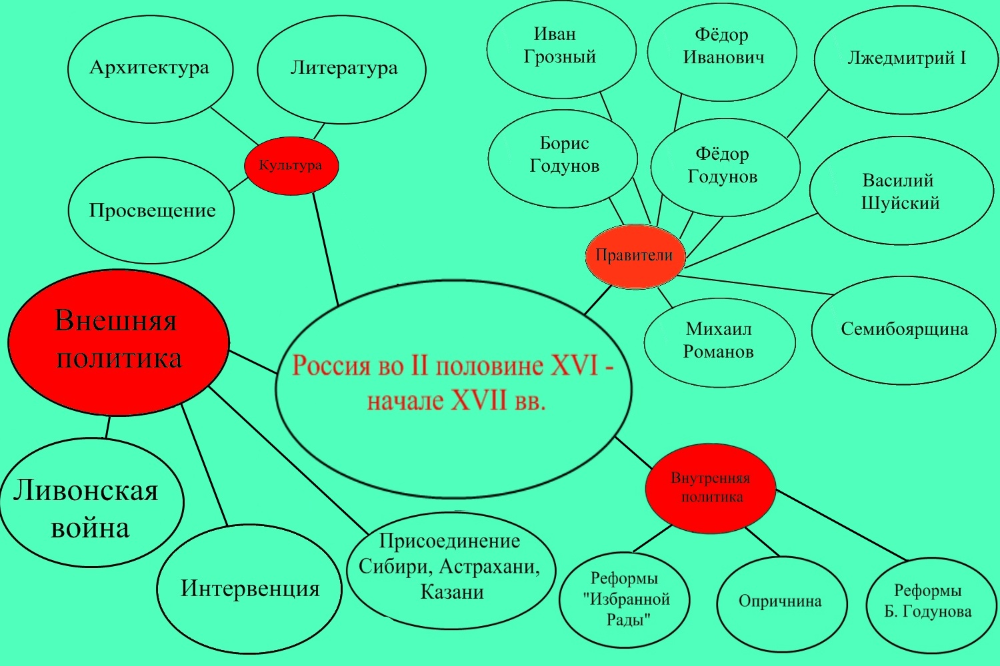 Архитектура
Литература
Культура
Просвещение
Иван
Грозный
Фёдор
Иванович
Лжедмитрий I
Борис
Годунов
Фёдор
Годунов
Василий
Шуйский
Правители
Михаил
Романов
Семибоярщина
Внешняя
политика
Россия во II половине XVI -
начале XVII вв.
Ливонская
война
Интервенция
Присоединение
Сибири, Астрахани,
Казани
Внутренняя
политика
Реформы
"Избранной
Рады"
Опричнина
Реформы
Б. Годунова